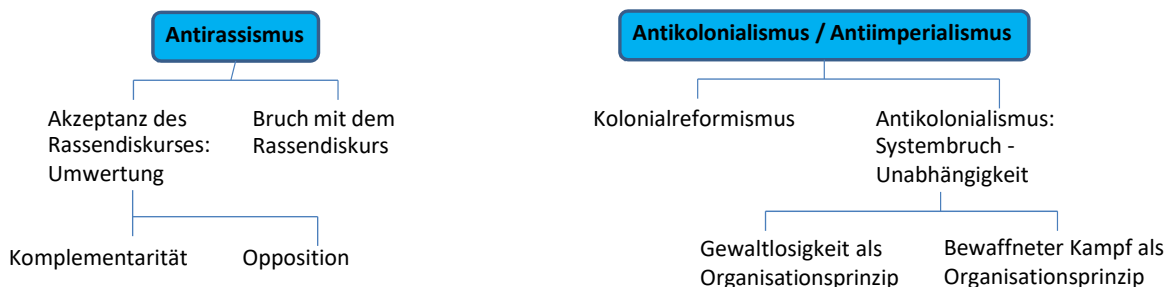 Antirassismus
Akzeptanz des
Rassendiskurses:
Umwertung
Bruch mit dem
Rassendiskurs
Komplementarität
Opposition
Antikolonialismus / Antiimperialismus
Kolonialreformismus
Antikolonialismus:
Systembruch -
Unabhängigkeit
Gewaltlosigkeit als
Organisationsprinzip
Bewaffneter Kampf als
Organisationsprinzip